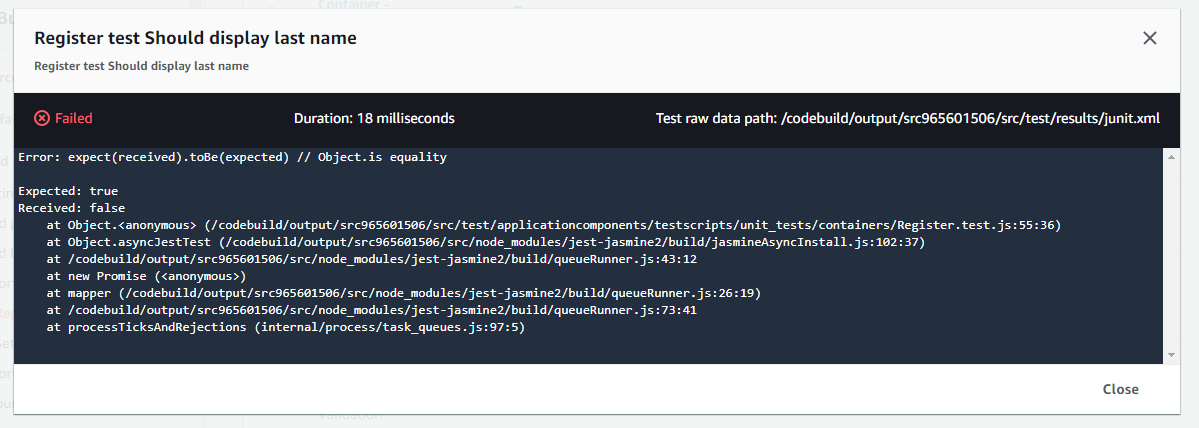 Container -
Register test Should display last name
Register test Should display last name
Failed
Duration: 18 milliseconds
Test raw data path: /codebuild/output/src965601506/src/test/results/junit.xml
Error: expect(received).toBe(expected) // Object.is equality
Expected: true
Received: false
at Object.<anonymous> (/codebuild/output/src965601506/src/test/applicationcomponents/testscripts/unit_tests/containers/Register.test.js:55:36)
at Object.asyncJestTest (/codebuild/output/src965601506/src/node_modules/jest-jasmine2/build/jasmineAsyncInstall.js:102:37)
at /codebuild/output/src965601506/src/node_modules/jest-jasmine2/build/queueRunner.js:43:12
at new Promise (<anonymous>)
at mapper (/codebuild/output/src965601506/src/node_modules/jest-jasmine2/build/queueRunner.js:26:19)
at /codebuild/output/src965601506/src/node_modules/jest-jasmine2/build/queueRunner.js:73:41
at processTicksAndRejections (internal/process/task_queues.js:97:5)
Close
Validation